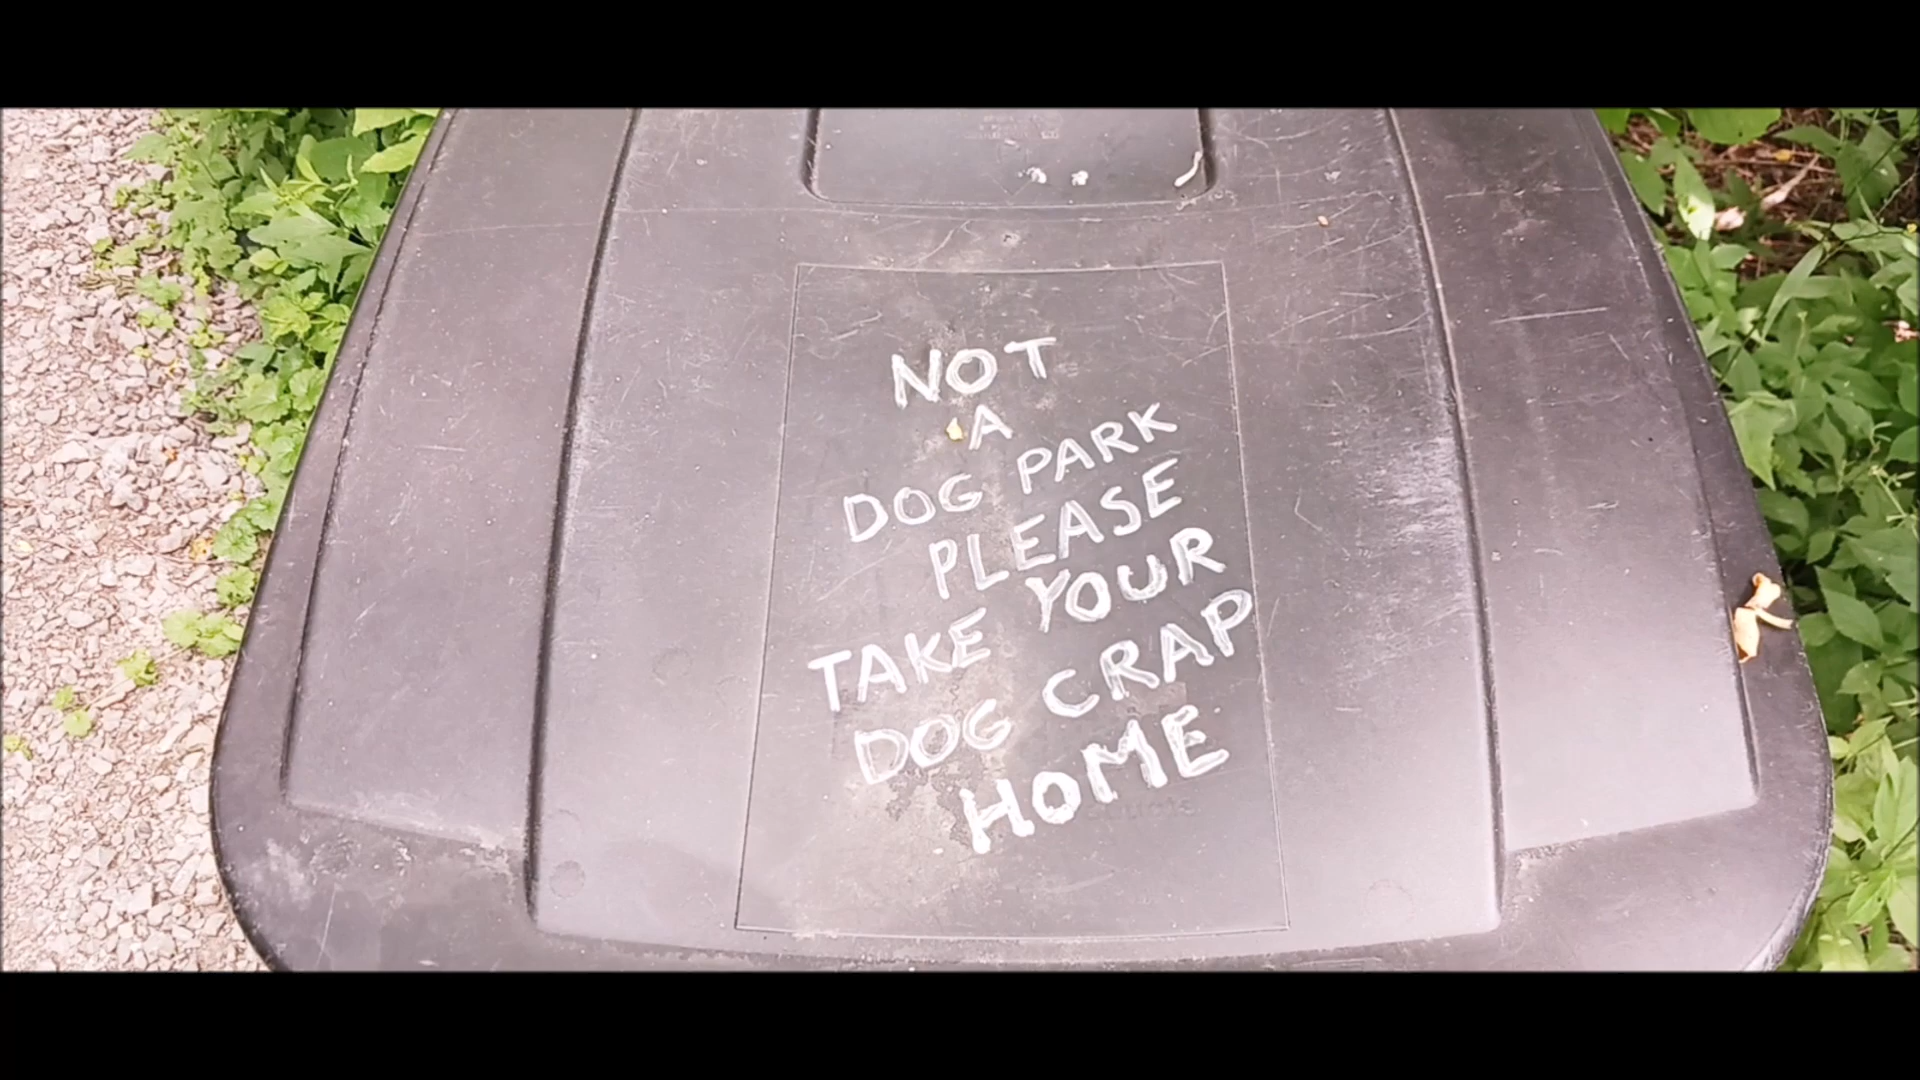 NOT
A
DOG PARK
PLEASE
TAKE YOUR
DOG CRAP
HOME